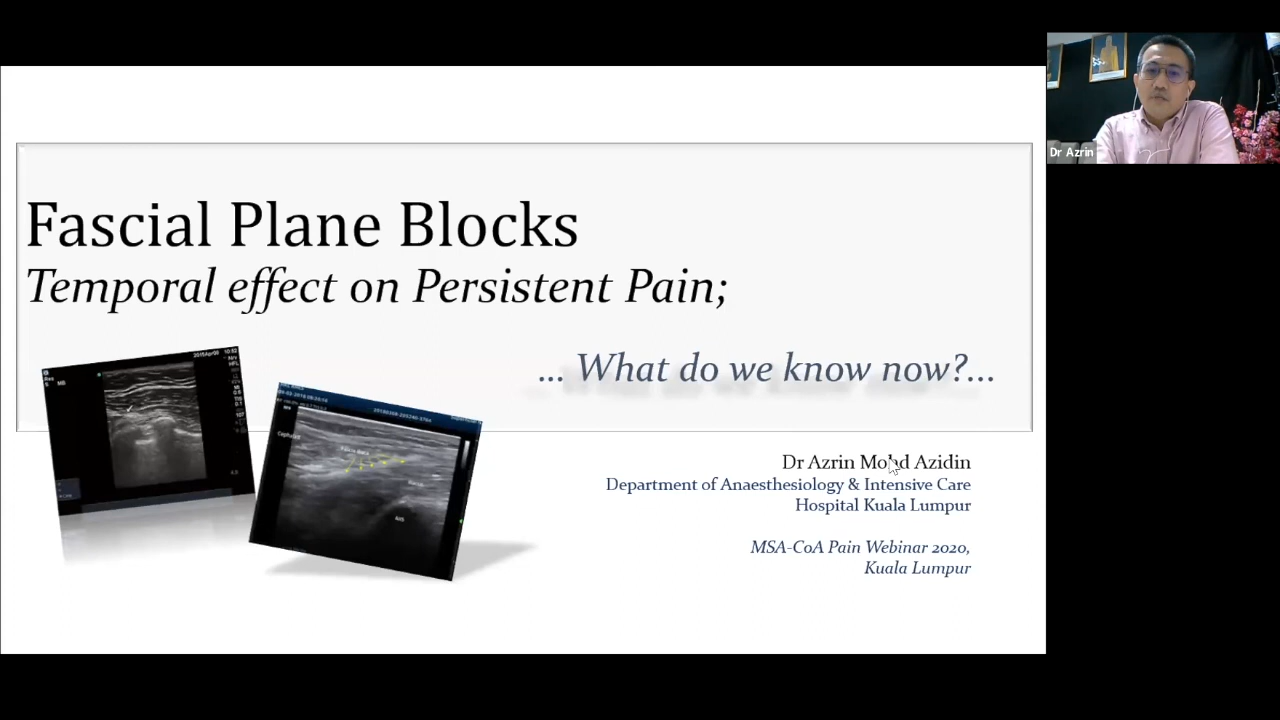 Fascial Plane Blocks
Temporal effect on Persistent Pain;
... What do we know now?...
Dr Azrin Mohd Azidin
Department of Anaesthesiology & Intensive Care
Hospital Kuala Lumpur
MSA-CoA Pain Webinar 2020,
Kuala Lumpur
Dr Azrin